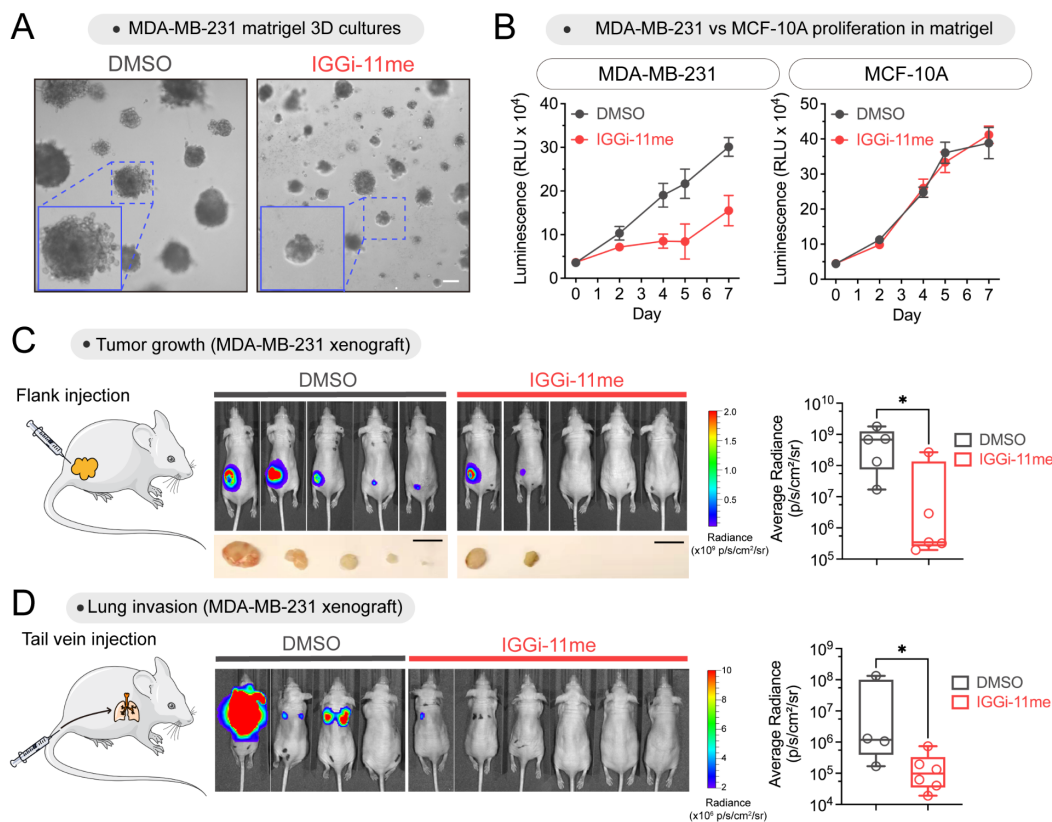 A
• MDA-MB-231 matrigel 3D cultures
DMSO
IGGi-11me
B
• MDA-MB-231 vs MCF-10A proliferation in matrigel
MDA-MB-231
MCF-10A
Luminescence (RLU x 10⁴)
40
30
20
10
0
DMSO
IGGi-11me
0 1 2 3 4 5 6 7
Day
Luminescence (RLU x 10⁴)
50
40
30
20
10
0
DMSO
IGGi-11me
0 1 2 3 4 5 6 7
Day
C
• Tumor growth (MDA-MB-231 xenograft)
Flank injection
DMSO
IGGi-11me
2.0
1.5
1.0
0.5
Radiance
(x10⁹ p/s/cm²/sr)
Average Radiance
(p/s/cm²/sr)
10¹⁰
10⁹
10⁸
10⁷
10⁶
10⁵
*
DMSO
IGGi-11me
D
• Lung invasion (MDA-MB-231 xenograft)
Tail vein injection
DMSO
IGGi-11me
10
8
6
4
2
Radiance
(x10⁶ p/s/cm²/sr)
Average Radiance
(p/s/cm²/sr)
10⁹
10⁸
10⁷
10⁶
10⁵
10⁴
*
DMSO
IGGi-11me